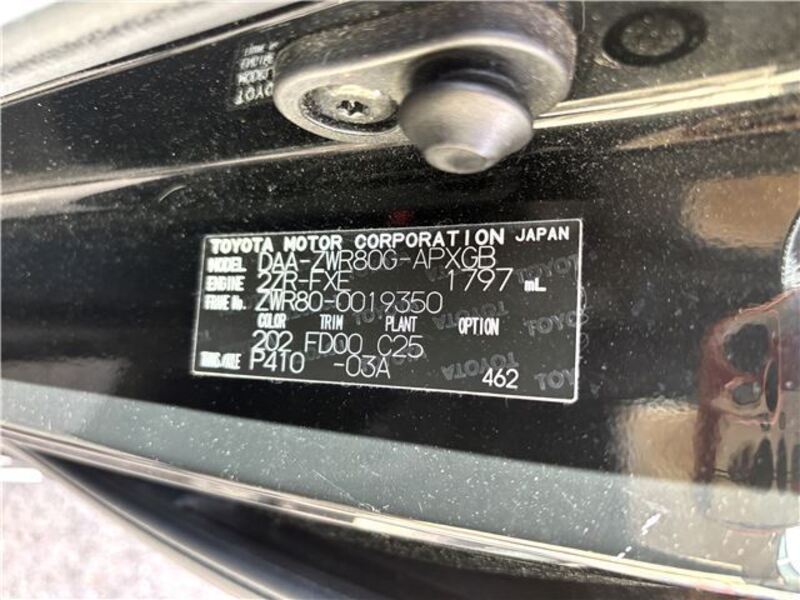 TOYOTA MOTOR CORPORATION JAPAN
MODEL DAA-ZWR80G-APXGB
ENGINE 2ZR-FXE 1797 mL
FRAME No. ZWR80-0019350
COLOR TRIM PLANT OPTION
202 FD00 C25
TRANS/AXLE P410 -03A
462